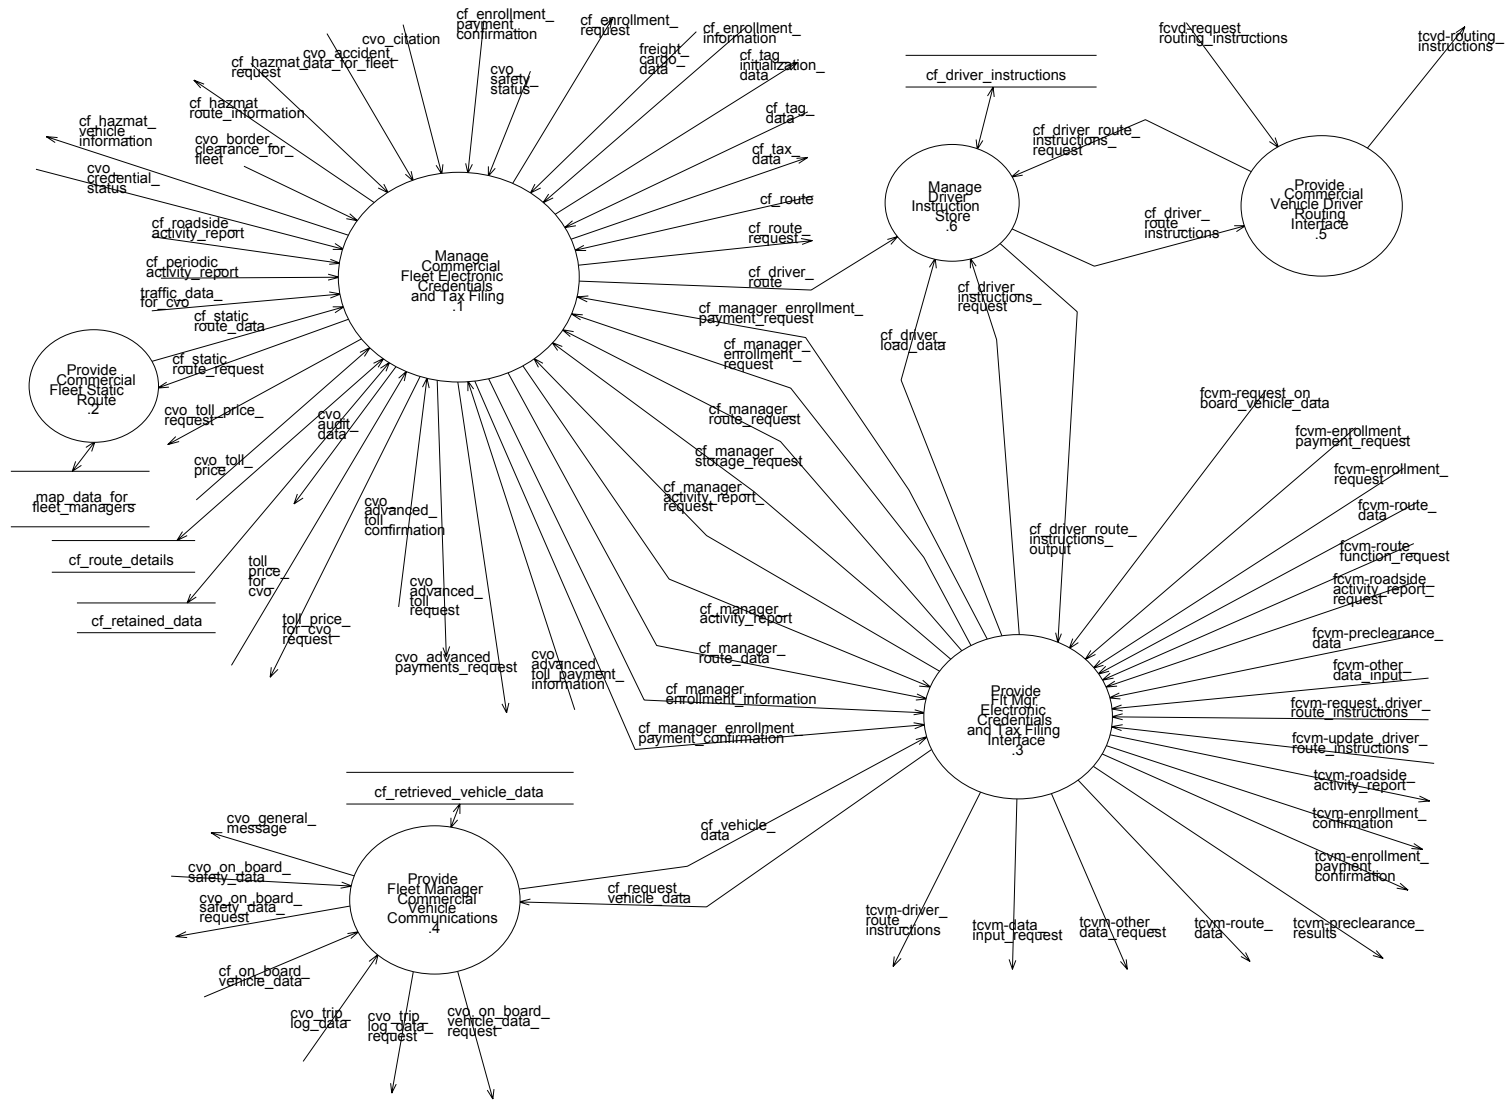 cf_enrollment_
payment_
confirmation
cf_enrollment_
request
cf_enrollment_
information
fcvd-request_
routing_instructions
tcvd-routing_
instructions_
cvo_citation
cvo_accident_
data_for_fleet
cf_hazmat_
request
cvo_
safety_
status_
freight_
cargo_
data
cf_tag_
initialization_
data
cf_driver_instructions
cf_hazmat_
route_information
cf_tag_
data
cf_hazmat_
vehicle_
information
cvo_border_
clearance_for_
fleet
cf_tax_
data
cf_driver_route_
instructions_
request
cvo_
credential_
status
cf_route
Manage
Driver
Instruction
Store
.6
Provide
Commercial
Vehicle Driver
Routing
Interface
.5
cf_roadside_
activity_report
cf_route_
request_
cf_driver_
route_
instructions
Manage
Commercial
Fleet Electronic
Credentials
and Tax Filing
.1
cf_periodic_
activity_report
cf_driver_
route
traffic_data_
for_cvo
cf_driver_
instructions_
request
cf_static_
route_data
cf_manager_enrollment_
payment_request
cf_driver_
load_data
cf_manager_
enrollment_
request
Provide
Commercial
Fleet Static
Route
.2
cf_static_
route_request
cvo_toll_price_
request
cvo_
audit_
data
cf_manager_
route_request
fcvm-request_on_
board_vehicle_data
fcvm-enrollment_
payment_request
cvo_toll_
price
cf_manager_
storage_request
fcvm-enrollment_
request
map_data_for_
fleet_managers
cvo_
advanced_
toll_
confirmation
cf_manager_
activity_report_
request
fcvm-route_
data
cf_driver_route_
instructions_
output
fcvm-route_
function_request
cf_route_details
toll_
price_
for_
cvo
cvo_
advanced_
toll_
request
fcvm-roadside_
activity_report_
request
cf_retained_data
toll_price_
for_cvo_
request
cf_manager_
activity_report
fcvm-preclearance_
data
cvo_advanced_
payments_request
cvo_
advanced_
toll_payment_
information
cf_manager_
route_data
fcvm-other_
data_input
cf_manager_
enrollment_information
Provide
Flt Mgr
Electronic
Credentials
and Tax Filing
Interface
.3
fcvm-request_driver_
route_instructions
cf_manager_enrollment_
payment_confirmation
fcvm-update_driver_
route_instructions
tcvm-roadside_
activity_report
cf_retrieved_vehicle_data
tcvm-enrollment_
confirmation
cvo_general_
message
cf_vehicle_
data
tcvm-enrollment_
payment_
confirmation
cvo_on_board_
safety_data
Provide
Fleet Manager
Commercial
Vehicle
Communications
.4
cf_request_
vehicle_data
cvo_on_board_
safety_data_
request
tcvm-driver_
route_
instructions
tcvm-data_
input_request
tcvm-other_
data_request
tcvm-route_
data
tcvm-preclearance_
results
cf_on_board_
vehicle_data
cvo_trip_
log_data
cvo_trip_
log_data_
request
cvo_on_board_
vehicle_data_
request_